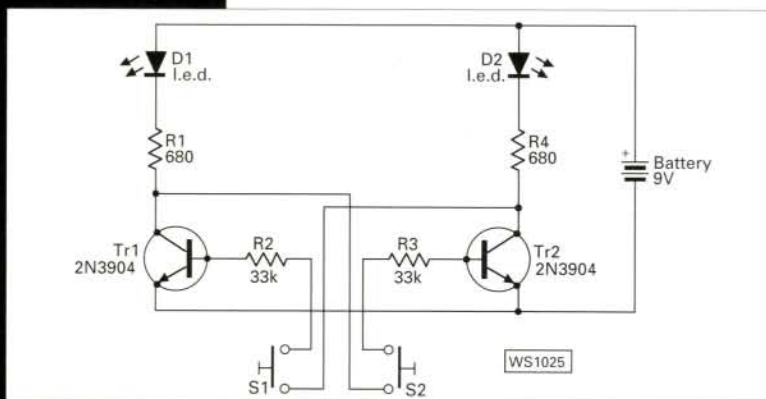 D1
l.e.d.
D2
l.e.d.
R1
680
R4
680
+
Battery
9V
Tr1
2N3904
R2
33k
R3
33k
Tr2
2N3904
S1
S2
WS1025